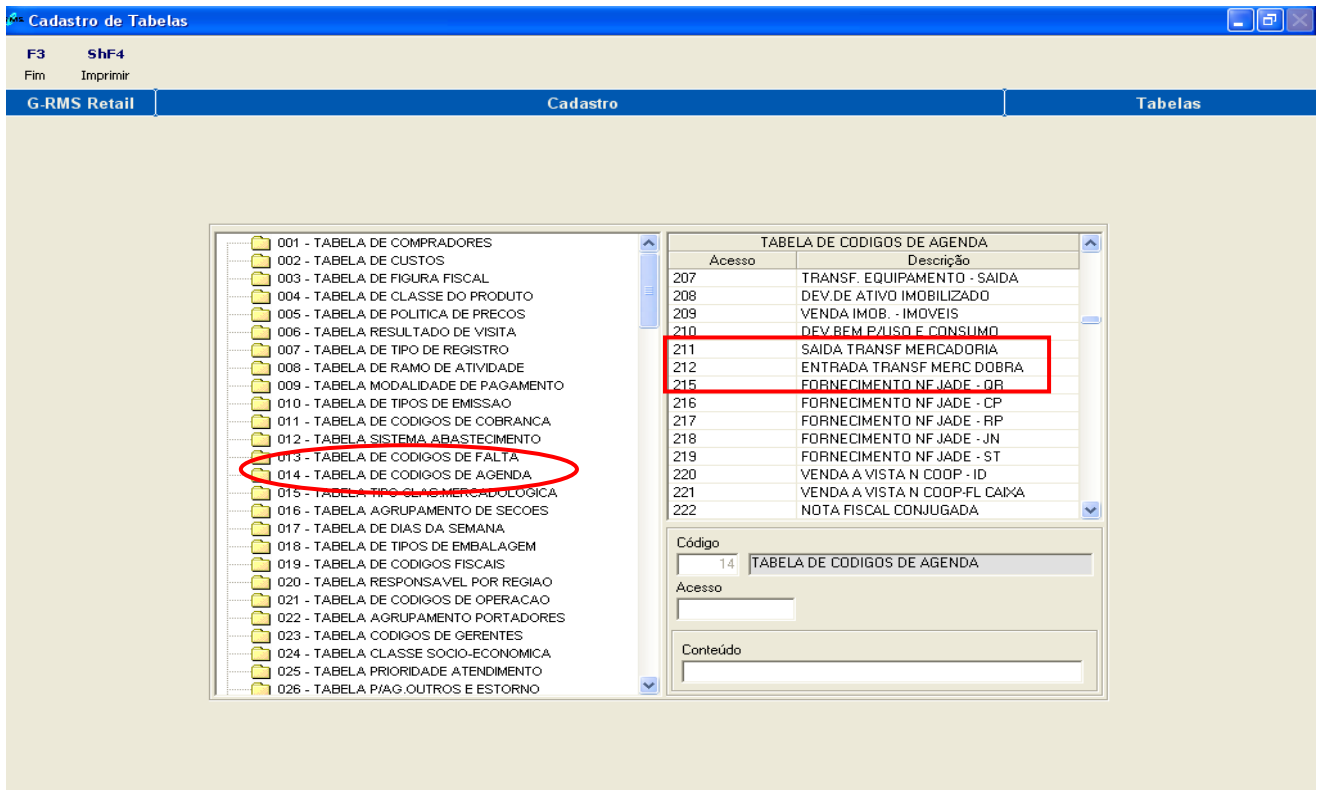 Cadastro de Tabelas
F3 ShF4
Fim Imprimir
G-RMS Retail Cadastro Tabelas
001 - TABELA DE COMPRADORES
002 - TABELA DE CUSTOS
003 - TABELA DE FIGURA FISCAL
004 - TABELA DE CLASSE DO PRODUTO
005 - TABELA DE POLITICA DE PRECOS
006 - TABELA RESULTADO DE VISITA
007 - TABELA DE TIPO DE REGISTRO
008 - TABELA DE RAMO DE ATIVIDADE
009 - TABELA MODALIDADE DE PAGAMENTO
010 - TABELA DE TIPOS DE EMISSAO
011 - TABELA DE CODIGOS DE COBRANCA
012 - TABELA SISTEMA ABASTECIMENTO
013 - TABELA DE CODIGOS DE FALTA
014 - TABELA DE CODIGOS DE AGENDA
015 - TABELA TIPO CLAS.MERCADOLOGICA
016 - TABELA AGRUPAMENTO DE SECOES
017 - TABELA DE DIAS DA SEMANA
018 - TABELA DE TIPOS DE EMBALAGEM
019 - TABELA DE CODIGOS FISCAIS
020 - TABELA RESPONSAVEL POR REGIAO
021 - TABELA DE CODIGOS DE OPERACAO
022 - TABELA AGRUPAMENTO PORTADORES
023 - TABELA CODIGOS DE GERENTES
024 - TABELA CLASSE SOCIO-ECONOMICA
025 - TABELA PRIORIDADE ATENDIMENTO
026 - TABELA P/AG.OUTROS E ESTORNO
TABELA DE CODIGOS DE AGENDA
Acesso Descrição
207 TRANSF. EQUIPAMENTO - SAIDA
208 DEV.DE ATIVO IMOBILIZADO
209 VENDA IMOB. - IMOVEIS
210 DEV BEM P/USO E CONSUMO
211 SAIDA TRANSF MERCADORIA
212 ENTRADA TRANSF MERC DOBRA
215 FORNECIMENTO NF JADE - QR
216 FORNECIMENTO NF JADE - CP
217 FORNECIMENTO NF JADE - RP
218 FORNECIMENTO NF JADE - JN
219 FORNECIMENTO NF JADE - ST
220 VENDA A VISTA N COOP - ID
221 VENDA A VISTA N COOP-FL CAIXA
222 NOTA FISCAL CONJUGADA
Código
14 TABELA DE CODIGOS DE AGENDA
Acesso
Conteúdo